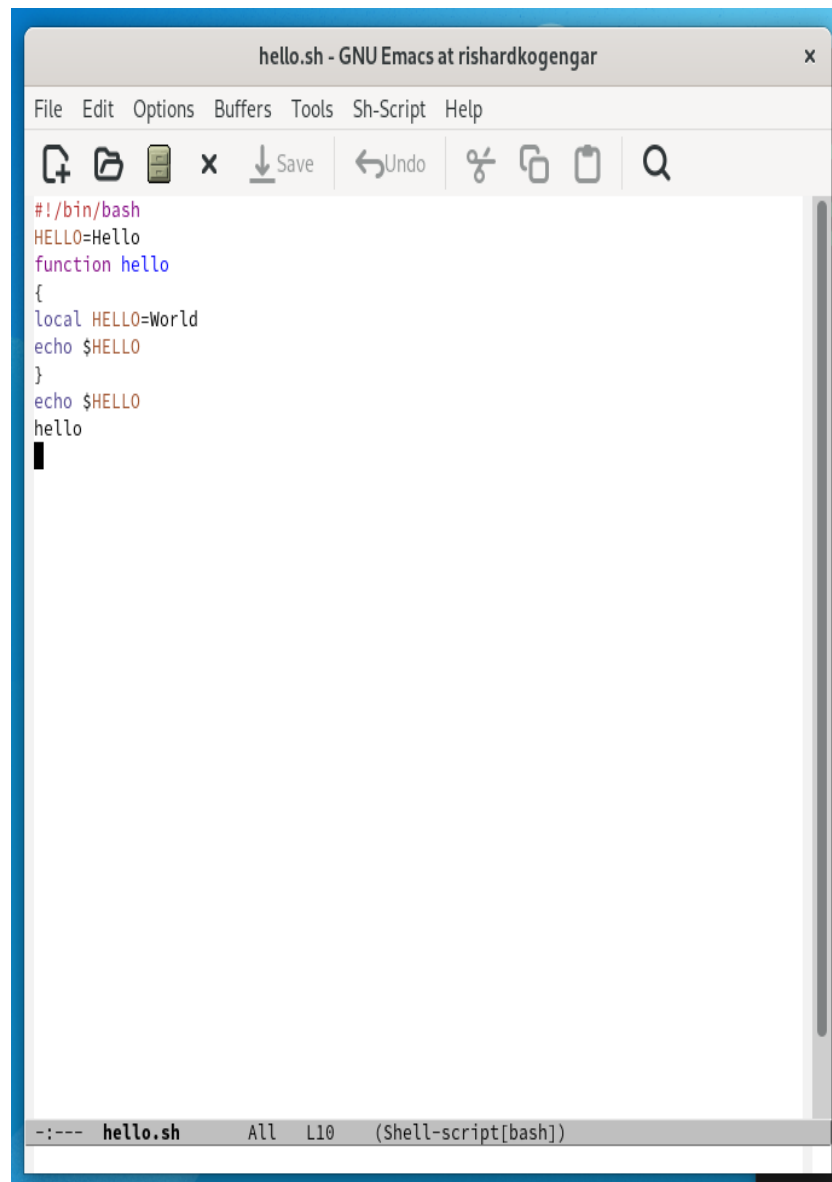 hello.sh - GNU Emacs at rishardkogengar x
File Edit Options Buffers Tools Sh-Script Help
Save Undo
#!/bin/bash
HELLO=Hello
function hello
{
local HELLO=World
echo $HELLO
}
echo $HELLO
hello
-:--- hello.sh All L10 (Shell-script[bash])